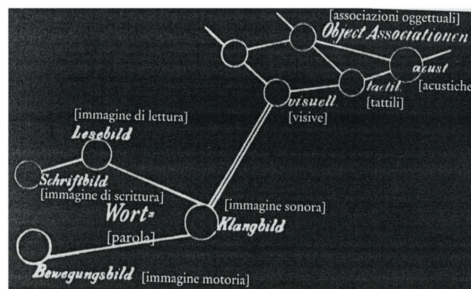 [associazioni oggettuali]
Object Associationen
acust
[acustiche
tactil.
[tattili]
visuell
[visive]
[immagine di lettura]
Lesebild
Schriftbild
[immagine di scrittura]
Wort=
[parola]
[immagine sonora]
Klangbild
Bewegungsbild [immagine motoria]